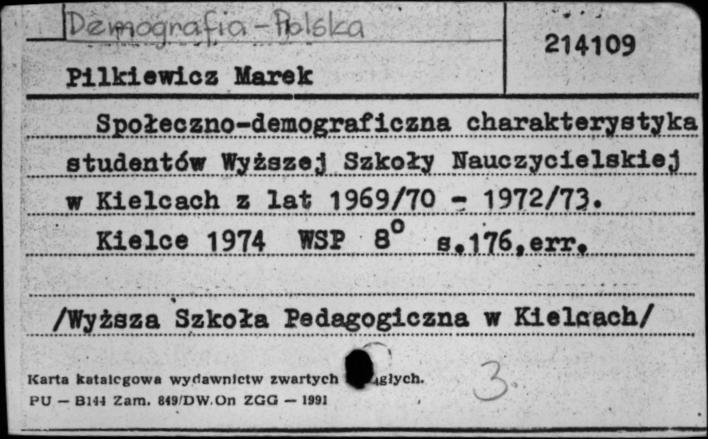 Demografia - Polska
214109
Pilkiewicz Marek
Społeczno-demograficzna charakterystyka
studentów Wyższej Szkoły Nauczycielskiej
w Kielcach z lat 1969/70 - 1972/73.
Kielce 1974 WSP 8° s.176,err.
/Wyższa Szkoła Pedagogiczna w Kielcach/
Karta katalogowa wydawnictw zwartych
3.
PU — B144 Zam. 849/DW.On ZGG — 1991